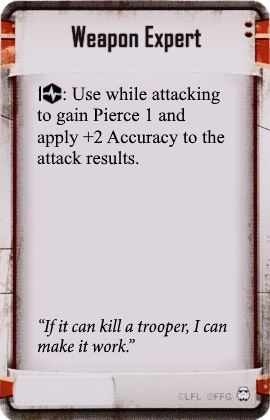 Weapon Expert
1: Use while attacking
to gain Pierce 1 and
apply +2 Accuracy to the
attack results.
“If it can kill a trooper, I can
make it work.”
©LFL ©FFG